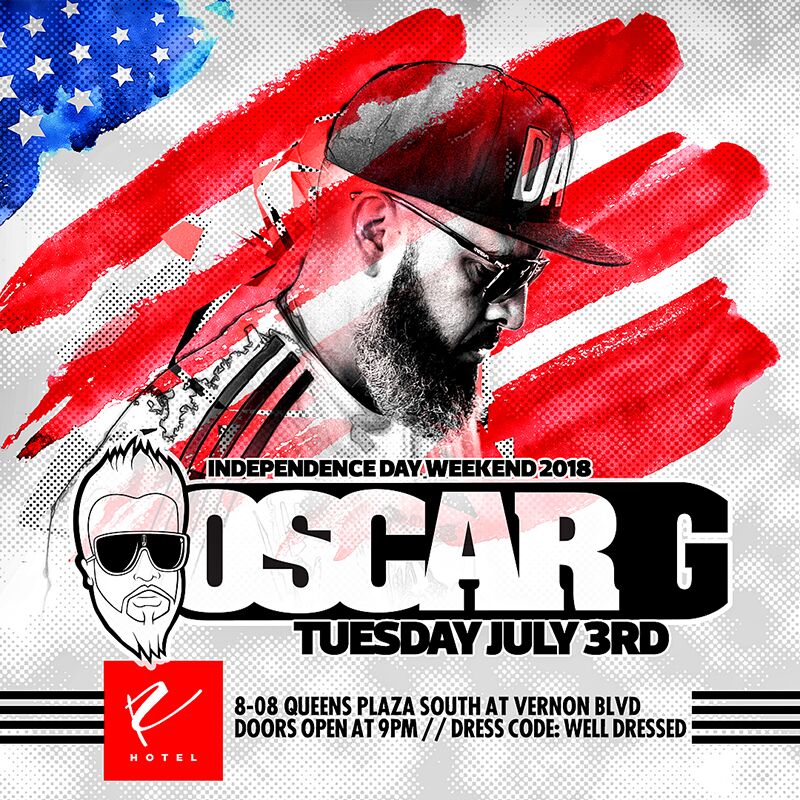 DA
INDEPENDENCE DAY WEEKEND 2018
OSCAR G
TUESDAY JULY 3RD
R
HOTEL
8-08 QUEENS PLAZA SOUTH AT VERNON BLVD
DOORS OPEN AT 9PM // DRESS CODE: WELL DRESSED